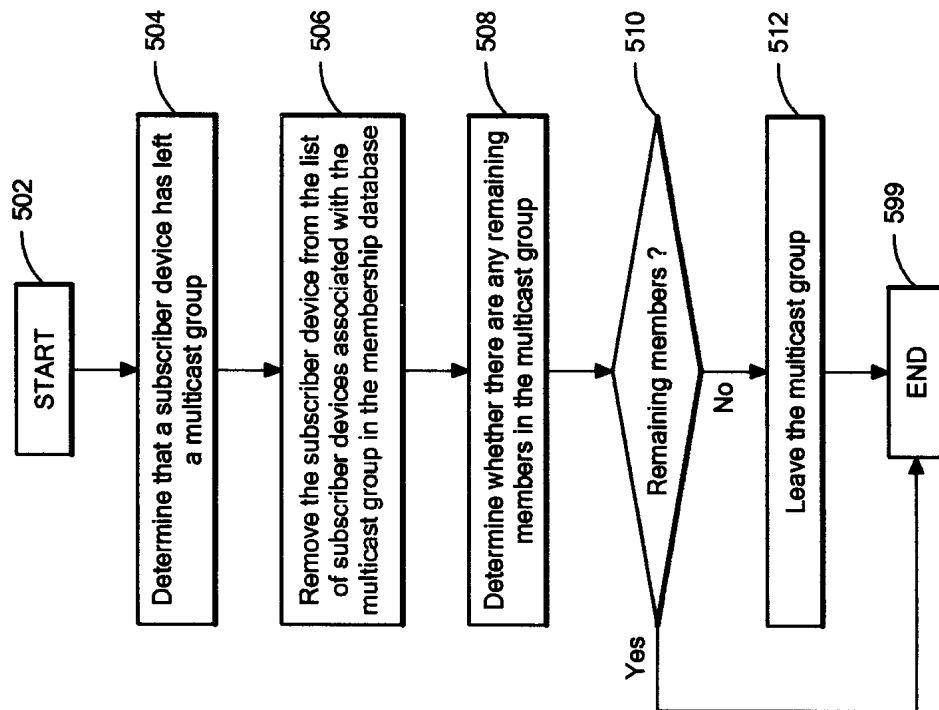 START
502
Determine that a subscriber device has left
a multicast group
504
Remove the subscriber device from the list
of subscriber devices associated with the
multicast group in the membership database
506
Determine whether there are any remaining
members in the multicast group
508
Remaining members ?
510
Yes
No
Leave the multicast group
512
END
599